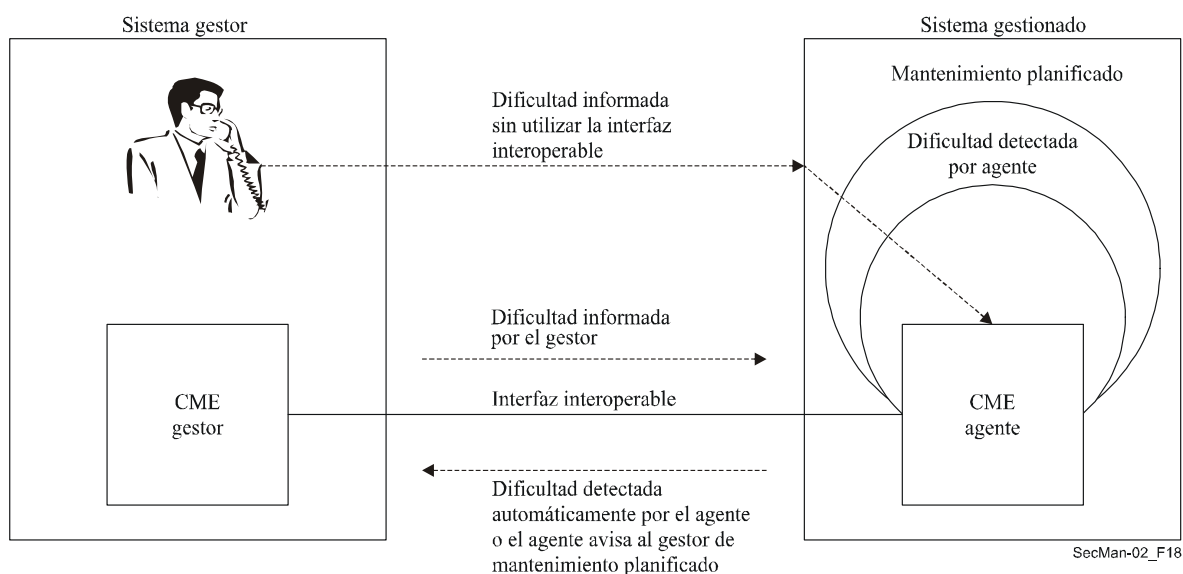 Sistema gestor
Sistema gestionado
Mantenimiento planificado
Dificultad informada
sin utilizar la interfaz
interoperable
Dificultad detectada
por agente
Dificultad informada
por el gestor
CME
gestor
Interfaz interoperable
CME
agente
Dificultad detectada
automáticamente por el agente
o el agente avisa al gestor de
mantenimiento planificado
SecMan-02_F18